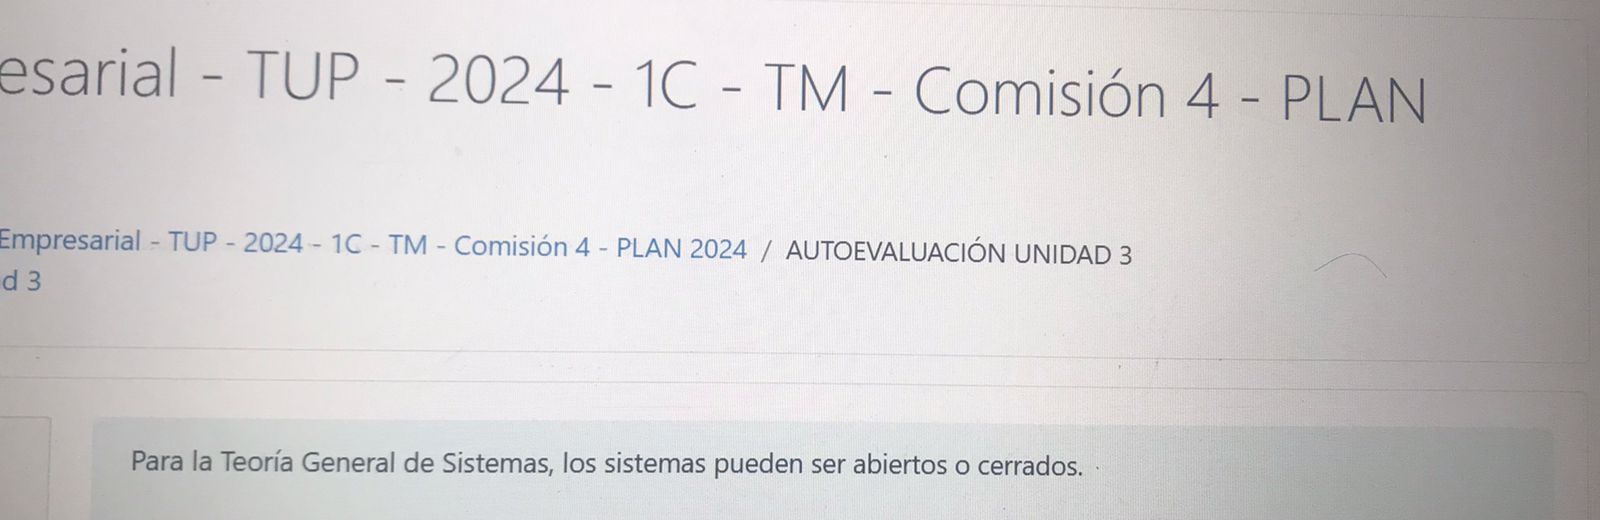 esarial - TUP - 2024 - 1C - TM - Comisión 4 - PLAN
Empresarial - TUP - 2024 - 1C - TM - Comisión 4 - PLAN 2024 / AUTOEVALUACIÓN UNIDAD 3
d 3
Para la Teoría General de Sistemas, los sistemas pueden ser abiertos o cerrados.